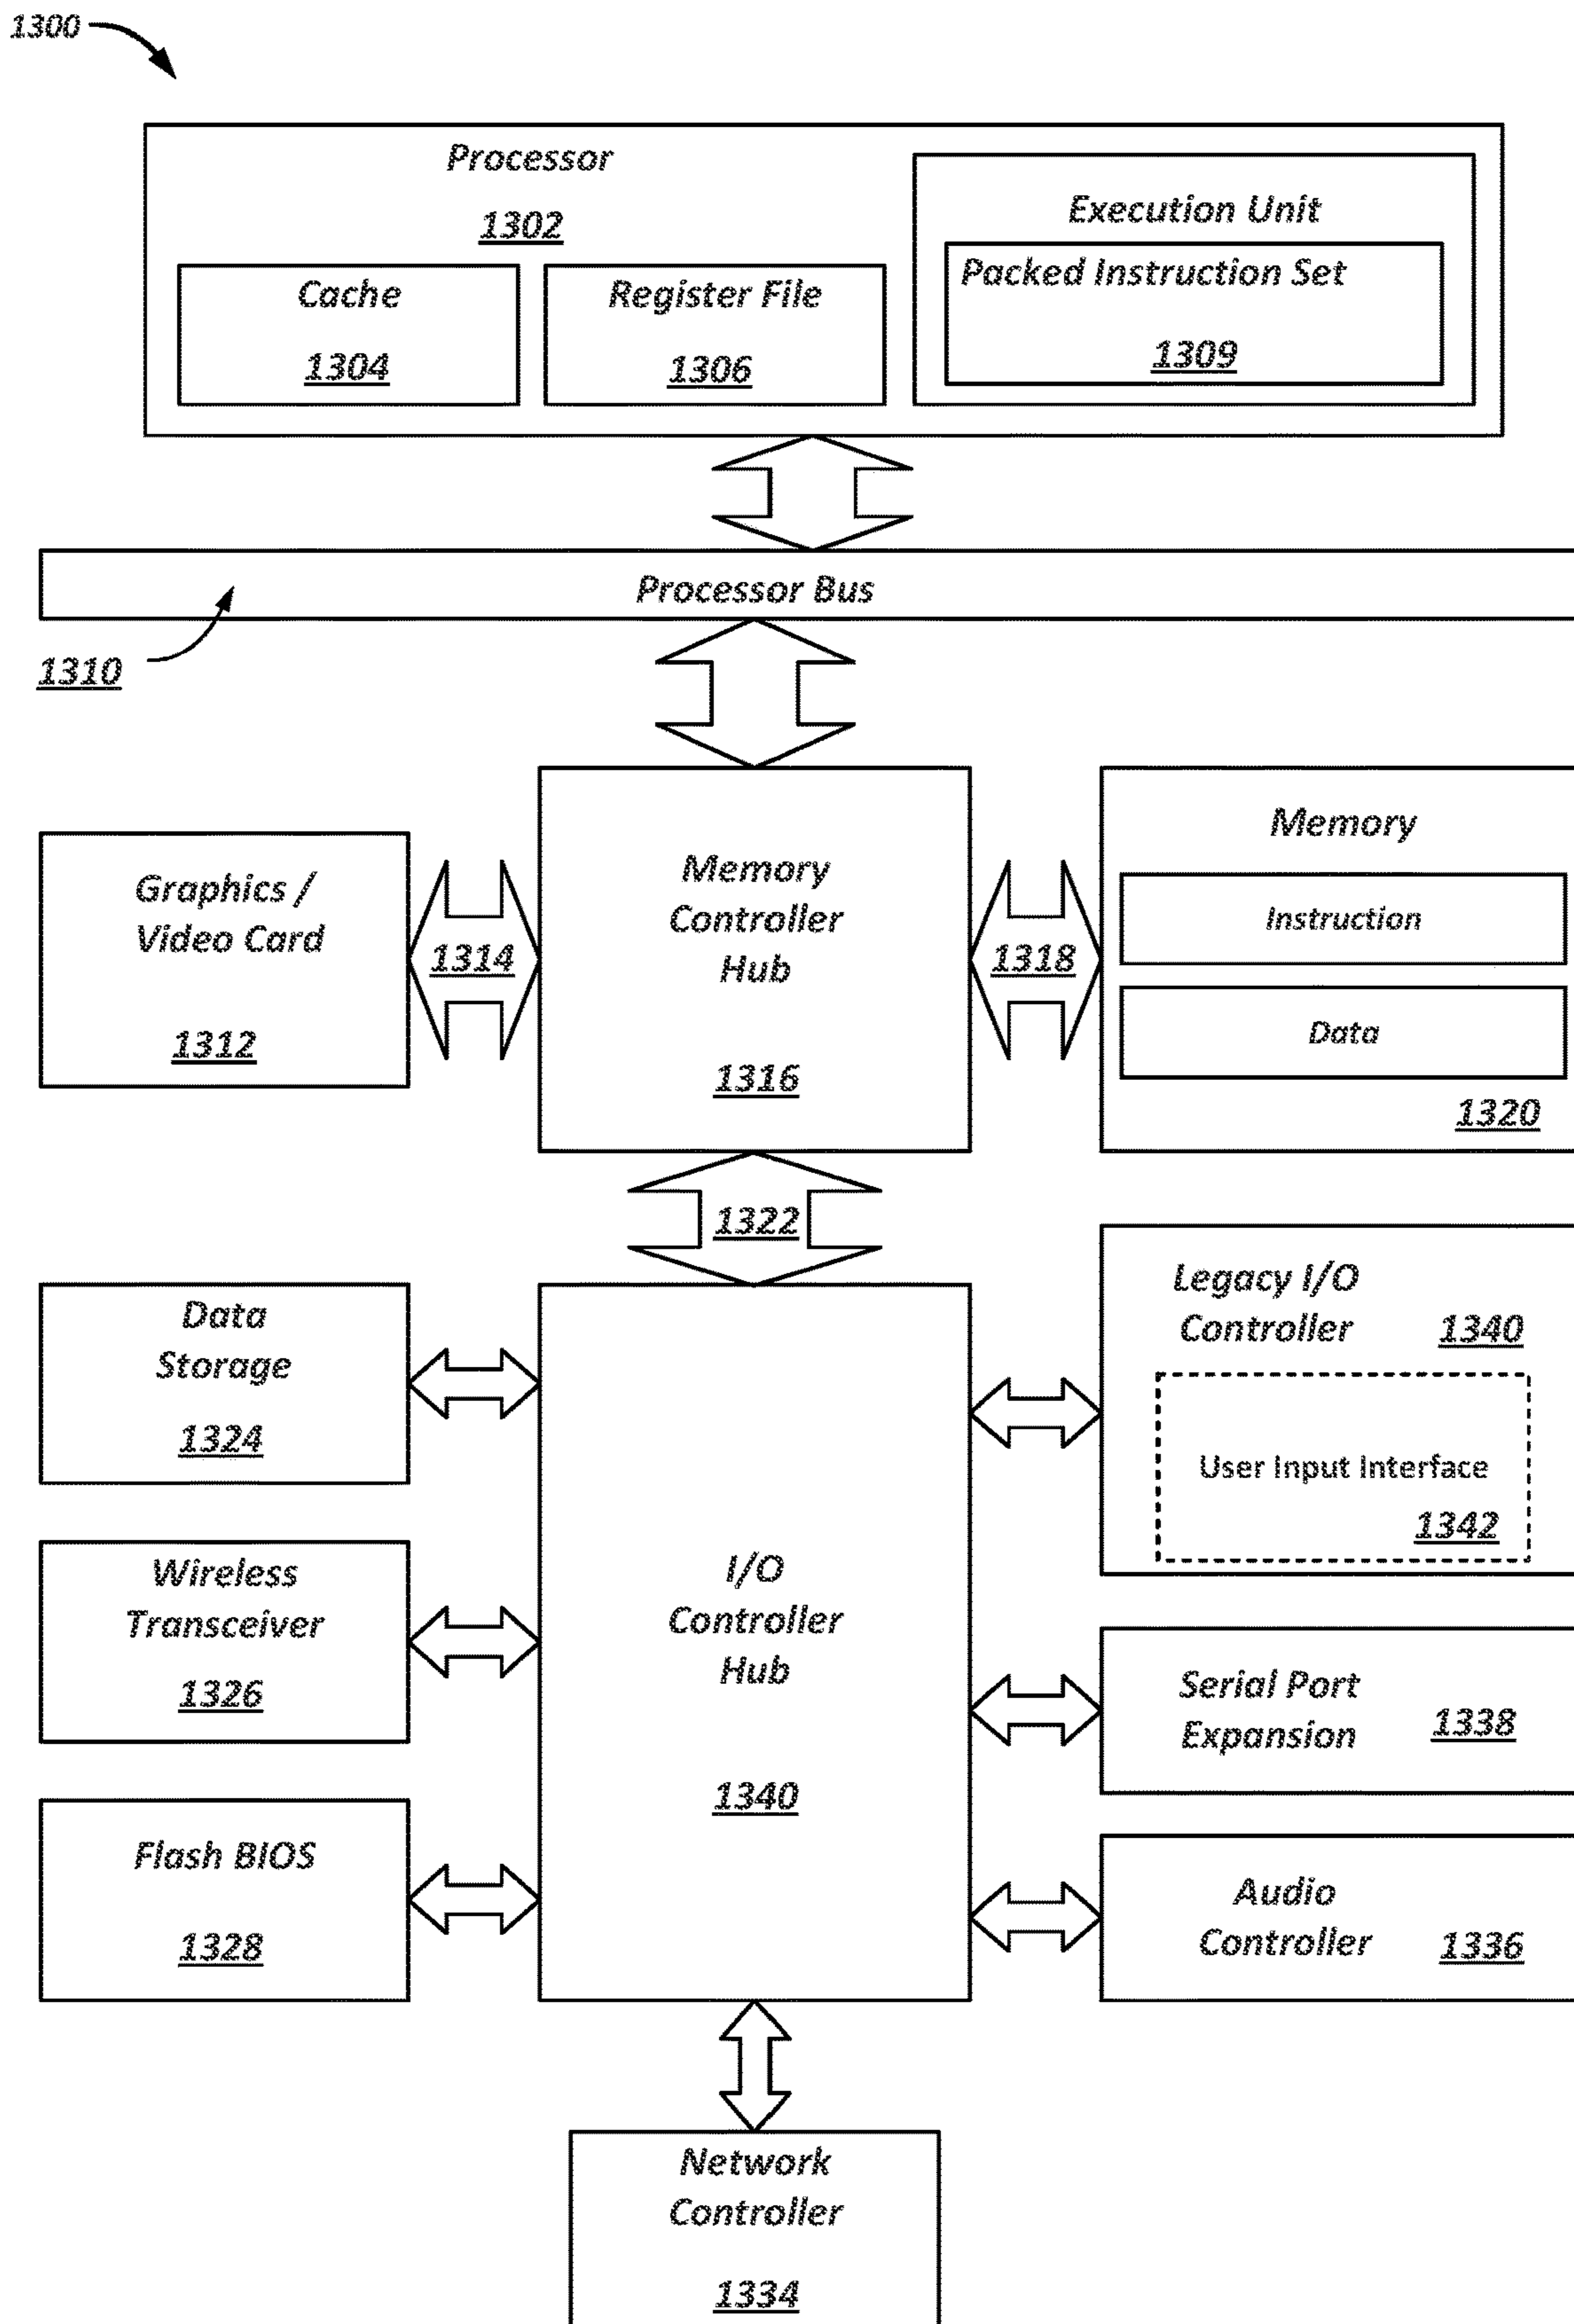 1300
Processor
1302
Execution Unit
Packed Instruction Set
1309
Cache
1304
Register File
1306
Processor Bus
1310
Graphics /
Video Card
1312
1314
Memory
Controller
Hub
1316
1318
Memory
Instruction
Data
1320
1322
Data
Storage
1324
Wireless
Transceiver
1326
Flash BIOS
1328
I/O
Controller
Hub
1340
Legacy I/O
Controller
1340
User Input Interface
1342
Serial Port
Expansion
1338
Audio
Controller
1336
Network
Controller
1334